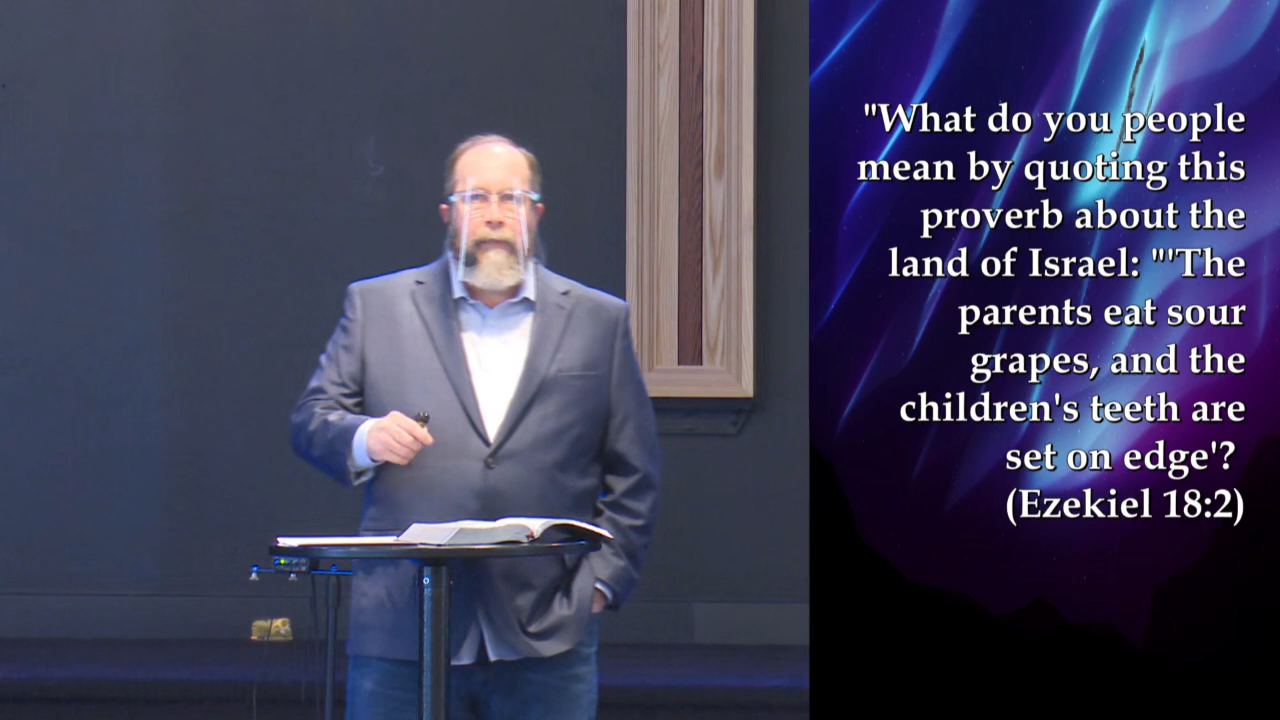 "What do you people
mean by quoting this
proverb about the
land of Israel: "'The
parents eat sour
grapes, and the
children's teeth are
set on edge'?
(Ezekiel 18:2)